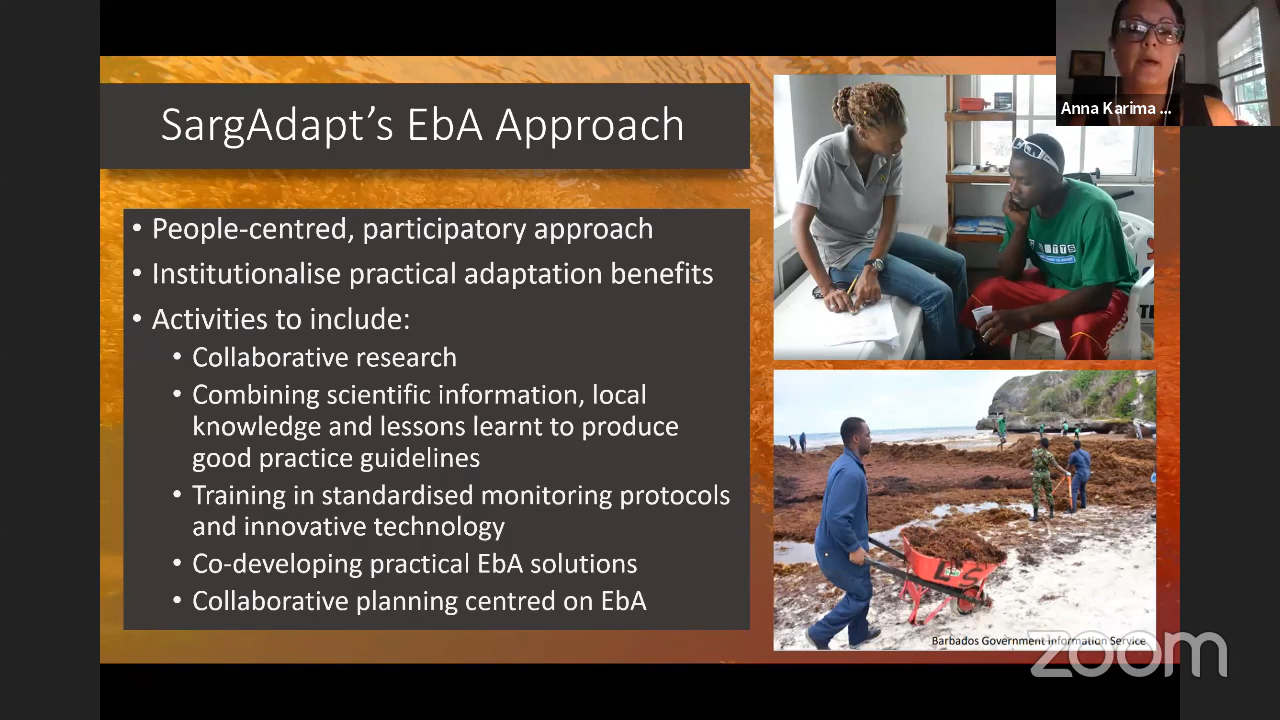 SargAdapt's EbA Approach
• People-centred, participatory approach
• Institutionalise practical adaptation benefits
• Activities to include:
• Collaborative research
• Combining scientific information, local
knowledge and lessons learnt to produce
good practice guidelines
• Training in standardised monitoring protocols
and innovative technology
• Co-developing practical EbA solutions
• Collaborative planning centred on EbA
Anna Karima ...
Barbados Government Information Service
zoom